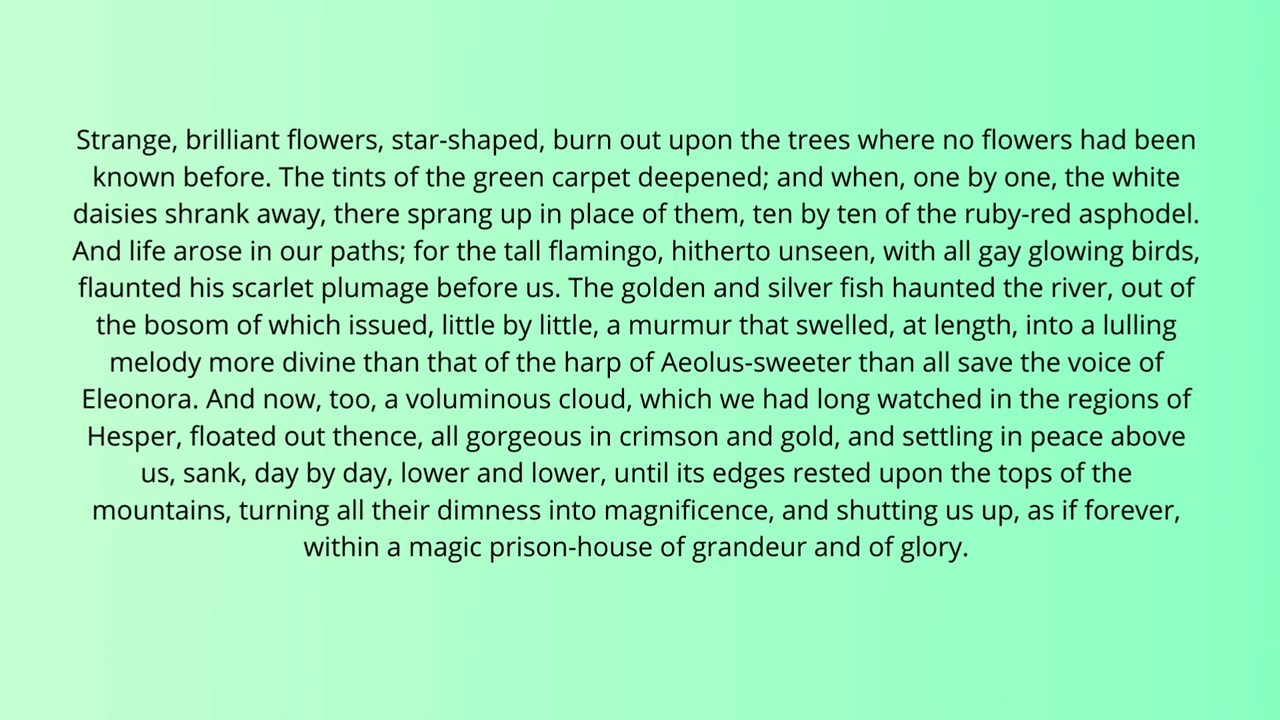 Strange, brilliant flowers, star-shaped, burn out upon the trees where no flowers had been
known before. The tints of the green carpet deepened; and when, one by one, the white
daisies shrank away, there sprang up in place of them, ten by ten of the ruby-red asphodel.
And life arose in our paths; for the tall flamingo, hitherto unseen, with all gay glowing birds,
flaunted his scarlet plumage before us. The golden and silver fish haunted the river, out of
the bosom of which issued, little by little, a murmur that swelled, at length, into a lulling
melody more divine than that of the harp of Aeolus-sweeter than all save the voice of
Eleonora. And now, too, a voluminous cloud, which we had long watched in the regions of
Hesper, floated out thence, all gorgeous in crimson and gold, and settling in peace above
us, sank, day by day, lower and lower, until its edges rested upon the tops of the
mountains, turning all their dimness into magnificence, and shutting us up, as if forever,
within a magic prison-house of grandeur and of glory.